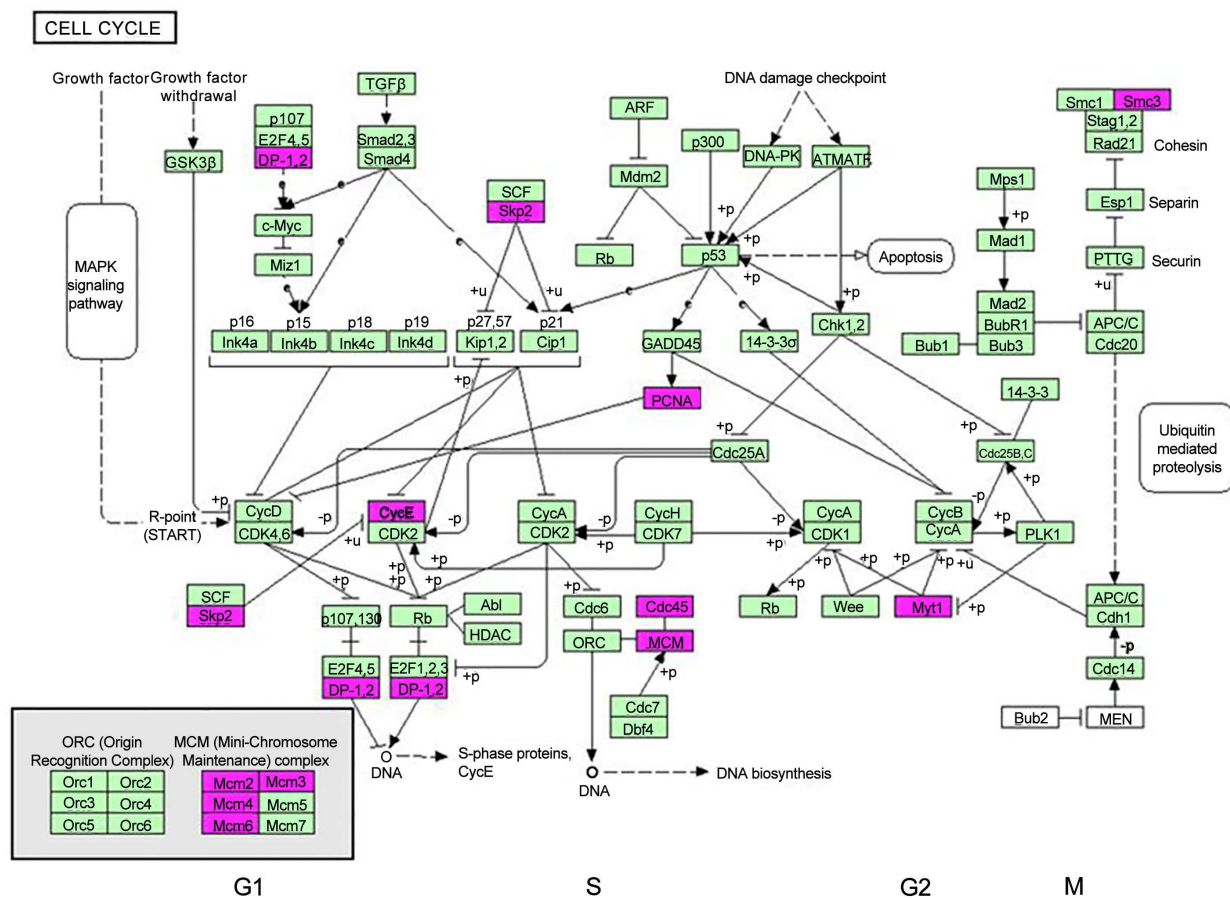 CELL CYCLE
Growth factor
Growth factor
withdrawal
TGFβ
DNA damage checkpoint
ARF
p107
E2F4,5
DP-1,2
Smad2,3
Smad4
GSK3β
p300
DNA-PK
ATMATR
Smc1
Smc3
Stag1,2
Rad21
Cohesin
Mdm2
SCF
Skp2
Mps1
+p
Esp1
Separin
c-Myc
Miz1
Rb
p53
+p
Apoptosis
Mad1
PTTG
Securin
+u
MAPK
signaling
pathway
e
e
e
e
e
e
e
e
+u
+u
+p
+p
p16
Ink4a
p15
Ink4b
p18
Ink4c
p19
Ink4d
p27,57
Kip1,2
p21
Cip1
GADD45
14-3-3σ
Chk1,2
Mad2
BubR1
Bub3
Bub1
APC/C
Cdc20
+p
PCNA
14-3-3
Ubiquitin
mediated
proteolysis
+p
Cdc25A
+p
Cdc25B,C
+p
R-point
(START)
CycD
CDK4,6
-p
+u
CycE
CDK2
-p
CycA
CDK2
-p
+p
CycH
CDK7
-p
+p
CycA
CDK1
-p
CycB
CycA
+p
+p
PLK1
+p
+p
+p
+p
+p
+p
+p
+p
+u
+p
SCF
Skp2
p107,130
Rb
Abl
HDAC
Cdc6
ORC
Cdc45
MCM
Rb
Wee
Myt1
APC/C
Cdh1
-p
E2F4,5
DP-1,2
E2F1,2,3
DP-1,2
+p
+p
Cdc7
Dbf4
Cdc14
Bub2
MEN
DNA
S-phase proteins,
CycE
DNA
DNA biosynthesis
ORC (Origin
Recognition Complex)
Orc1 Orc2
Orc3 Orc4
Orc5 Orc6
MCM (Mini-Chromosome
Maintenance) complex
Mcm2 Mcm3
Mcm4 Mcm5
Mcm6 Mcm7
G1 S G2 M